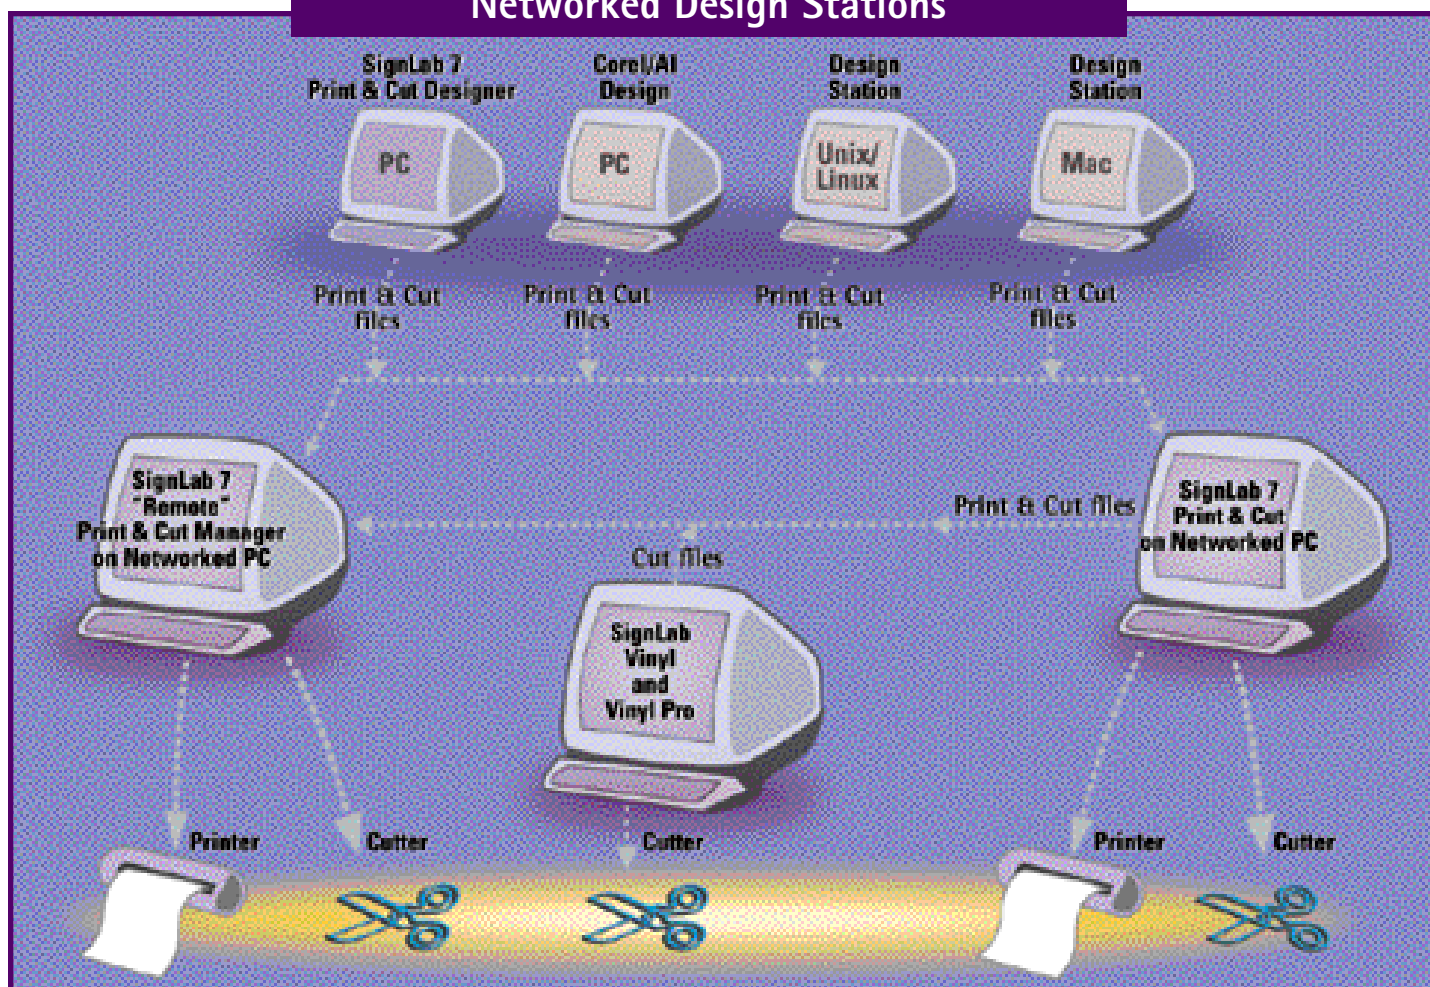 Networked Design Stations
SignLab 7
Print & Cut Designer
Corel/AI
Design
Design
Station
Design
Station
PC
PC
Unix/
Linux
Mac
Print & Cut
files
Print & Cut
files
Print & Cut
files
Print & Cut
files
SignLab 7
"Remote"
Print & Cut Manager
on Networked PC
Print & Cut files
SignLab 7
Print & Cut
on Networked PC
Cut files
SignLab
Vinyl
and
Vinyl Pro
Printer
Cutter
Cutter
Printer
Cutter